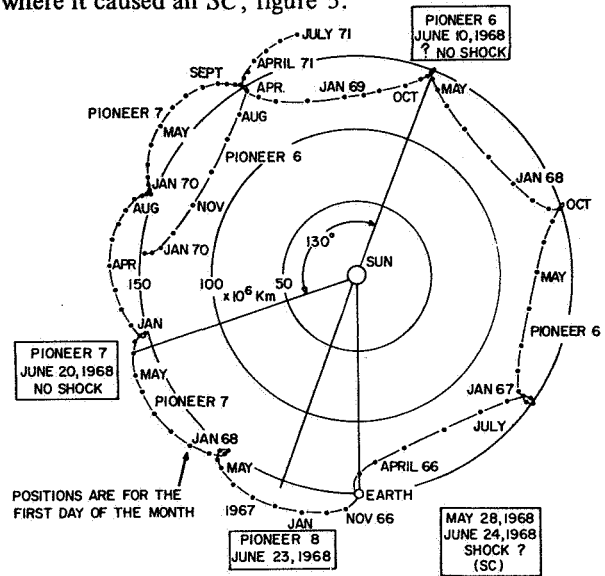 where it caused an SC, figure 5.
PIONEER 6
JUNE 10, 1968
? NO SHOCK
JULY 71
APRIL 71
SEPT
APR.
JAN 69
OCT
MAY
PIONEER 7
AUG
MAY
PIONEER 6
JAN 68
OCT
JAN 70
AUG
NOV
JAN 70
130°
SUN
APR
150
100
50
x10⁶ Km
MAY
JAN
PIONEER 6
PIONEER 7
JUNE 20, 1968
NO SHOCK
MAY
PIONEER 7
JAN 67
JULY
JAN 68
MAY
APRIL 66
POSITIONS ARE FOR THE
FIRST DAY OF THE MONTH
1967
JAN
NOV 66
EARTH
PIONEER 8
JUNE 23, 1968
MAY 28, 1968
JUNE 24, 1968
SHOCK ?
(SC)